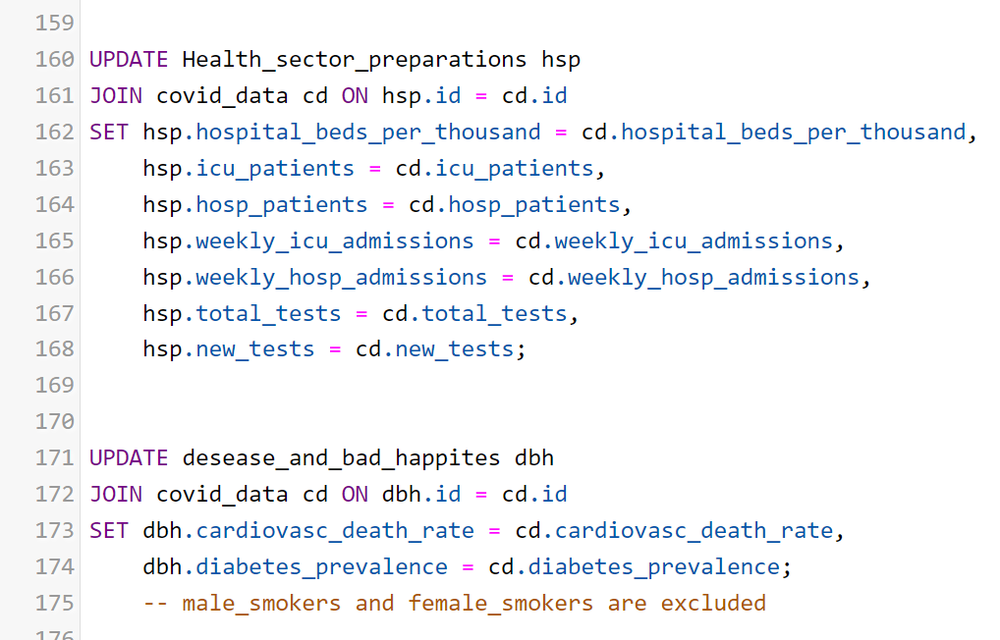 159
160 UPDATE Health_sector_preparations hsp
161 JOIN covid_data cd ON hsp.id = cd.id
162 SET hsp.hospital_beds_per_thousand = cd.hospital_beds_per_thousand,
163     hsp.icu_patients = cd.icu_patients,
164     hsp.hosp_patients = cd.hosp_patients,
165     hsp.weekly_icu_admissions = cd.weekly_icu_admissions,
166     hsp.weekly_hosp_admissions = cd.weekly_hosp_admissions,
167     hsp.total_tests = cd.total_tests,
168     hsp.new_tests = cd.new_tests;
169
170
171 UPDATE desease_and_bad_happites dbh
172 JOIN covid_data cd ON dbh.id = cd.id
173 SET dbh.cardiovasc_death_rate = cd.cardiovasc_death_rate,
174     dbh.diabetes_prevalence = cd.diabetes_prevalence;
175     -- male_smokers and female_smokers are excluded
176